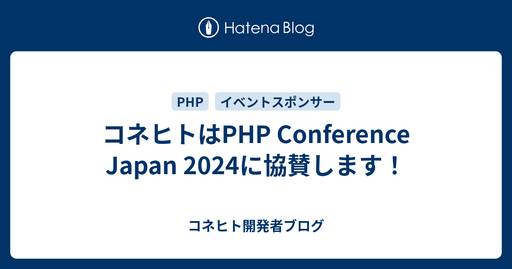 Hatena Blog
PHP イベントスポンサー
コネヒトはPHP Conference
Japan 2024に協賛します！
コネヒト開発者ブログ